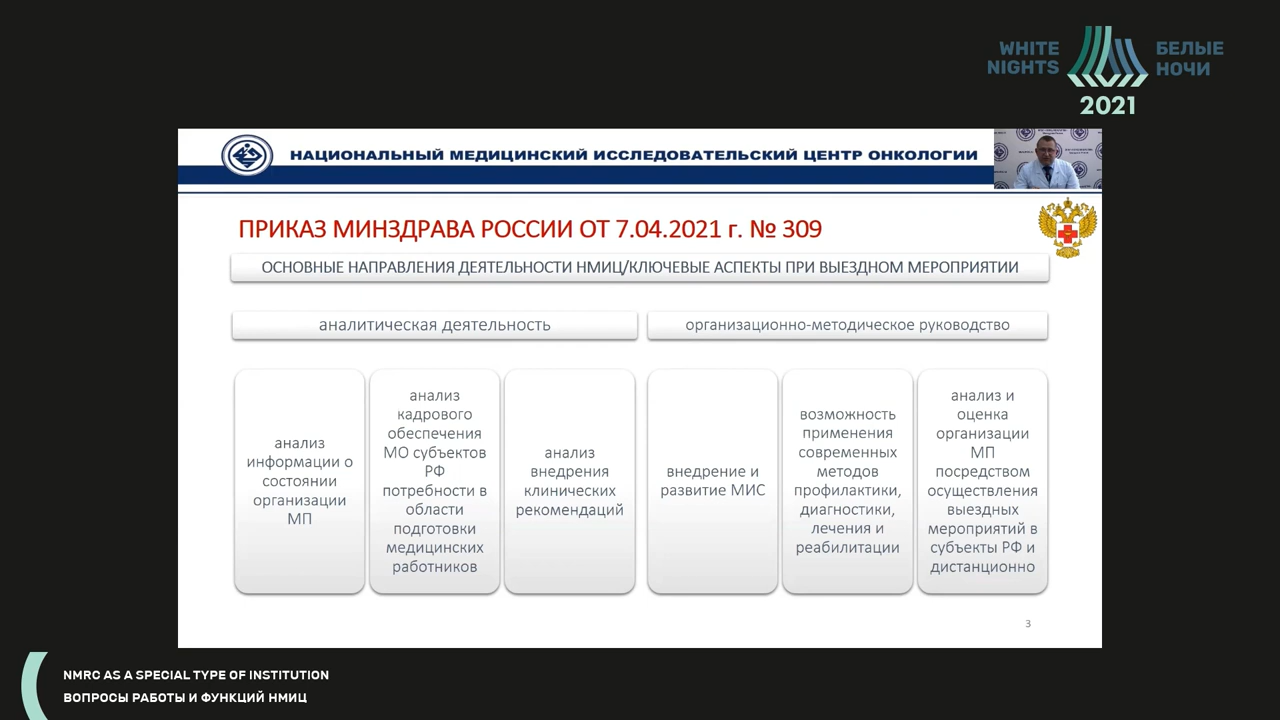 WHITE
NIGHTS
БЕЛЫЕ
НОЧИ
2021
НАЦИОНАЛЬНЫЙ МЕДИЦИНСКИЙ ИССЛЕДОВАТЕЛЬСКИЙ ЦЕНТР ОНКОЛОГИИ
ПРИКАЗ МИНЗДРАВА РОССИИ ОТ 7.04.2021 г. № 309
ОСНОВНЫЕ НАПРАВЛЕНИЯ ДЕЯТЕЛЬНОСТИ НМИЦ/КЛЮЧЕВЫЕ АСПЕКТЫ ПРИ ВЫЕЗДНОМ МЕРОПРИЯТИИ
аналитическая деятельность
организационно-методическое руководство
анализ
информации о
состоянии
организации
МП
анализ
кадрового
обеспечения
МО субъектов
РФ
потребности в
области
подготовки
медицинских
работников
анализ
внедрения
клинических
рекомендаций
внедрение и
развитие МИС
возможность
применения
современных
методов
профилактики,
диагностики,
лечения и
реабилитации
анализ и
оценка
организации
МП
посредством
осуществления
выездных
мероприятий в
субъекты РФ и
дистанционно
3
NMRC AS A SPECIAL TYPE OF INSTITUTION
ВОПРОСЫ РАБОТЫ И ФУНКЦИЙ НМИЦ